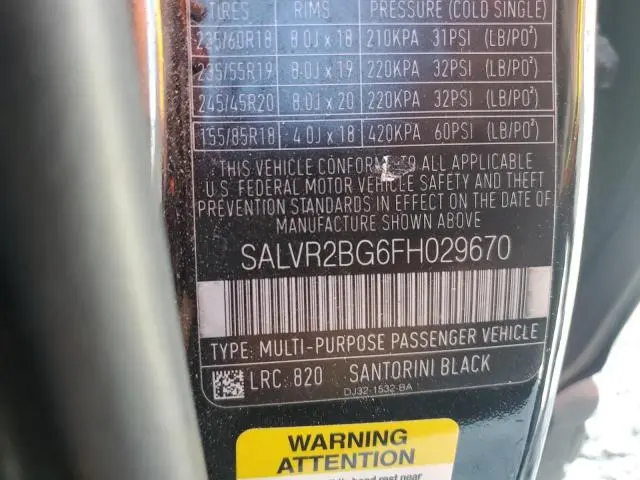 TIRES RIMS PRESSURE (COLD SINGLE)
235/60R18 8.0J x 18 210KPA 31PSI (LB/PO²)
235/55R19 8.0J x 19 220KPA 32PSI (LB/PO²)
245/45R20 8.0J x 20 220KPA 32PSI (LB/PO²)
155/85R18 4.0J x 18 420KPA 60PSI (LB/PO²)
THIS VEHICLE CONFORMS TO ALL APPLICABLE
U.S. FEDERAL MOTOR VEHICLE SAFETY AND THEFT
PREVENTION STANDARDS IN EFFECT ON THE DATE OF
MANUFACTURE SHOWN ABOVE.
SALVR2BG6FH029670
TYPE: MULTI-PURPOSE PASSENGER VEHICLE
LRC: 820 SANTORINI BLACK
DJ32-1532-BA
WARNING
ATTENTION
head rest gear